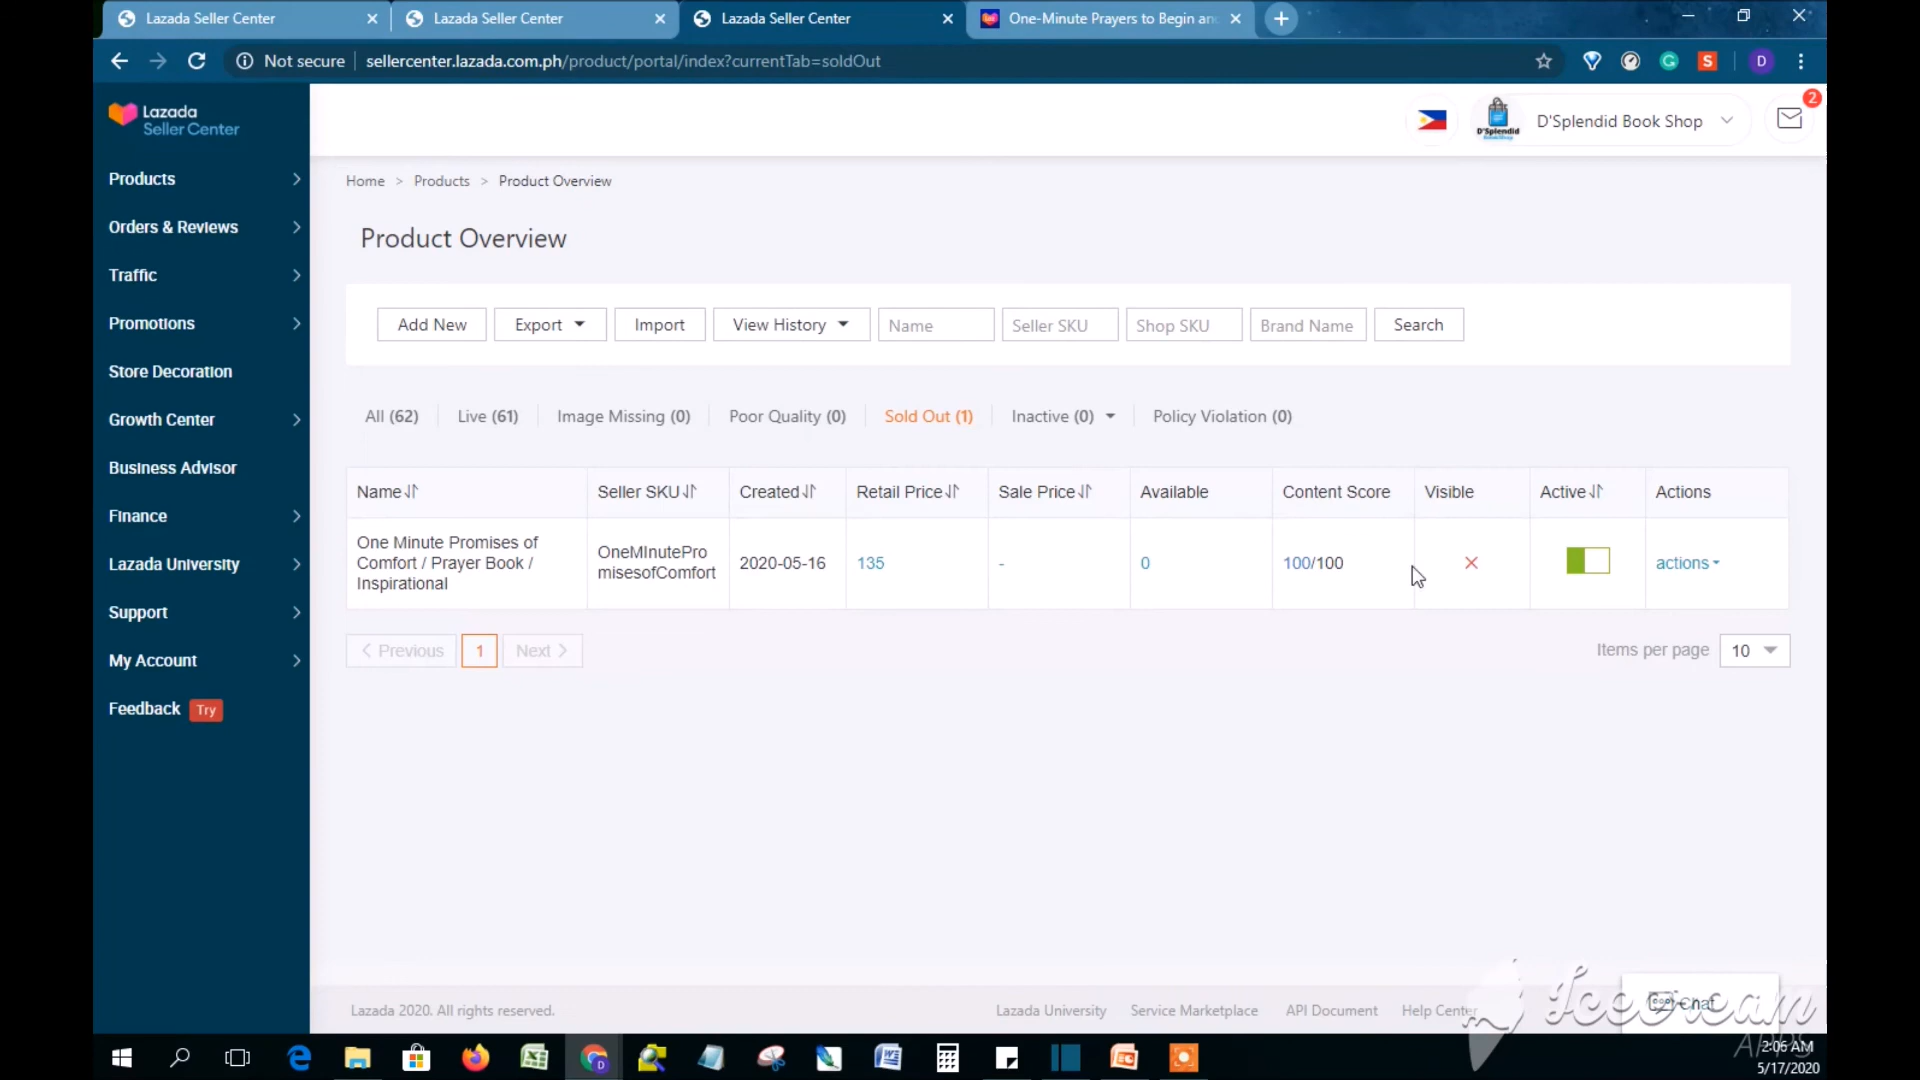 Lazada Seller Center
Lazada Seller Center
Lazada Seller Center
One-Minute Prayers to Begin an
Not secure sellercenter.lazada.com.ph/product/portal/index?currentTab=soldOut
G S D
Lazada
Seller Center
D'Splendid
D'Splendid Book Shop
2
Products
Orders & Reviews
Traffic
Promotions
Store Decoration
Growth Center
Business Advisor
Finance
Lazada University
Support
My Account
Feedback Try
Home > Products > Product Overview
Product Overview
Add New Export Import View History Name Seller SKU Shop SKU Brand Name Search
All (62) Live (61) Image Missing (0) Poor Quality (0) Sold Out (1) Inactive (0) Policy Violation (0)
Name Seller SKU Created Retail Price Sale Price Available Content Score Visible Active Actions
One Minute Promises of
Comfort / Prayer Book /
Inspirational
OneMInutePro
misesofComfort
2020-05-16 135 - 0 100/100 actions
Previous 1 Next
Items per page 10
Lazada 2020. All rights reserved.
Lazada University Service Marketplace API Document Help Center
Chat
Icecream
APPS
2:06 AM
5/17/2020